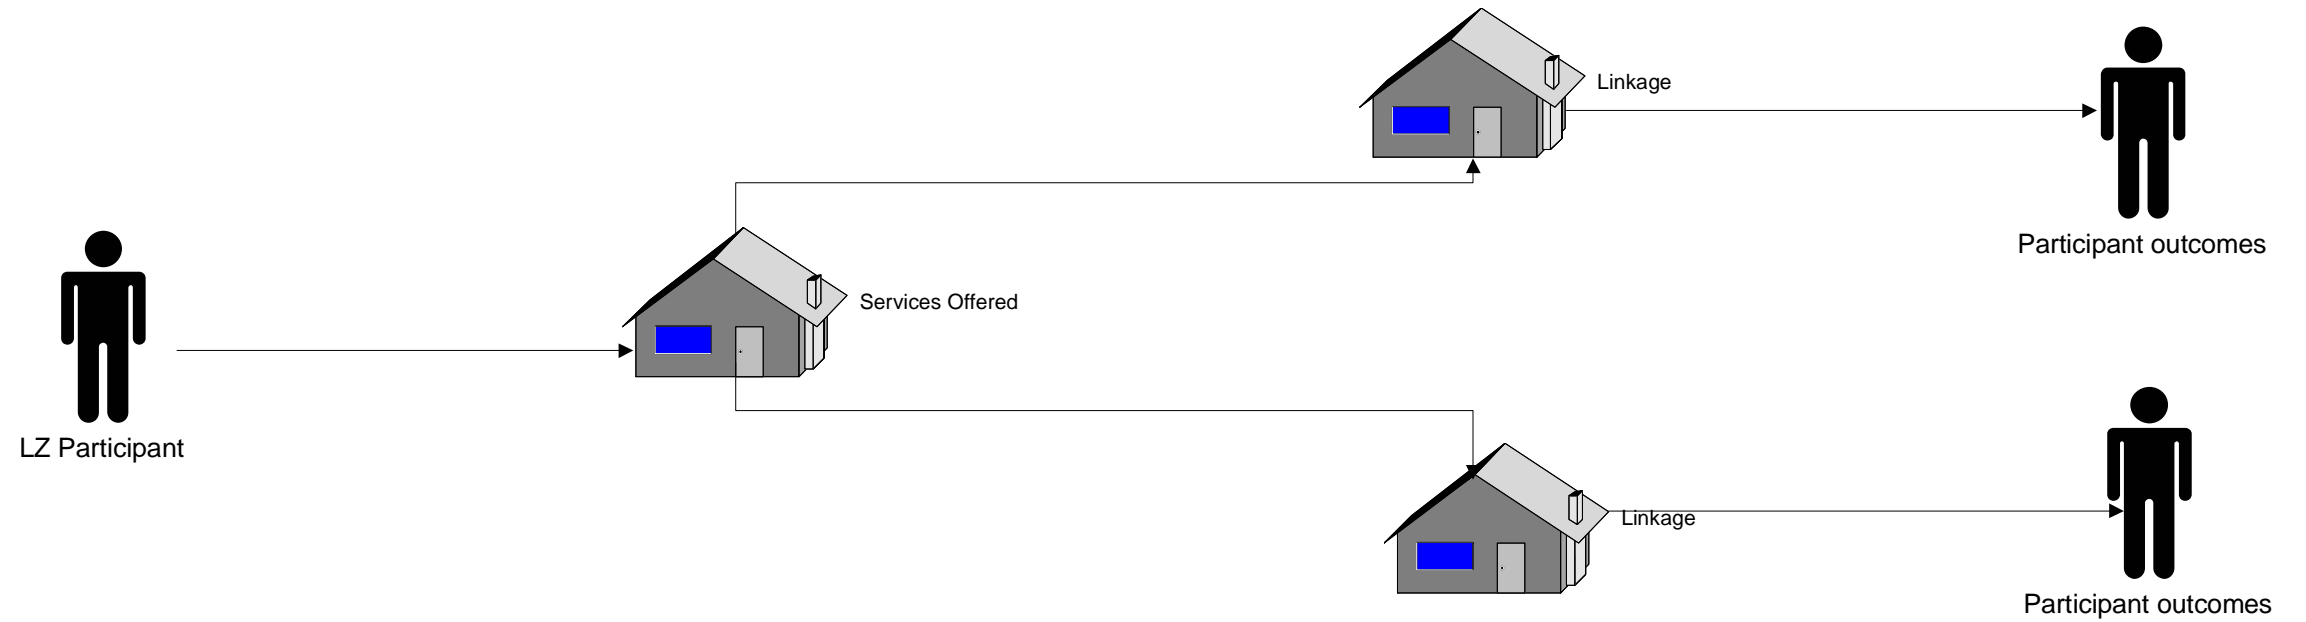 Linkage
Participant outcomes
Services Offered
LZ Participant
Linkage
Participant outcomes